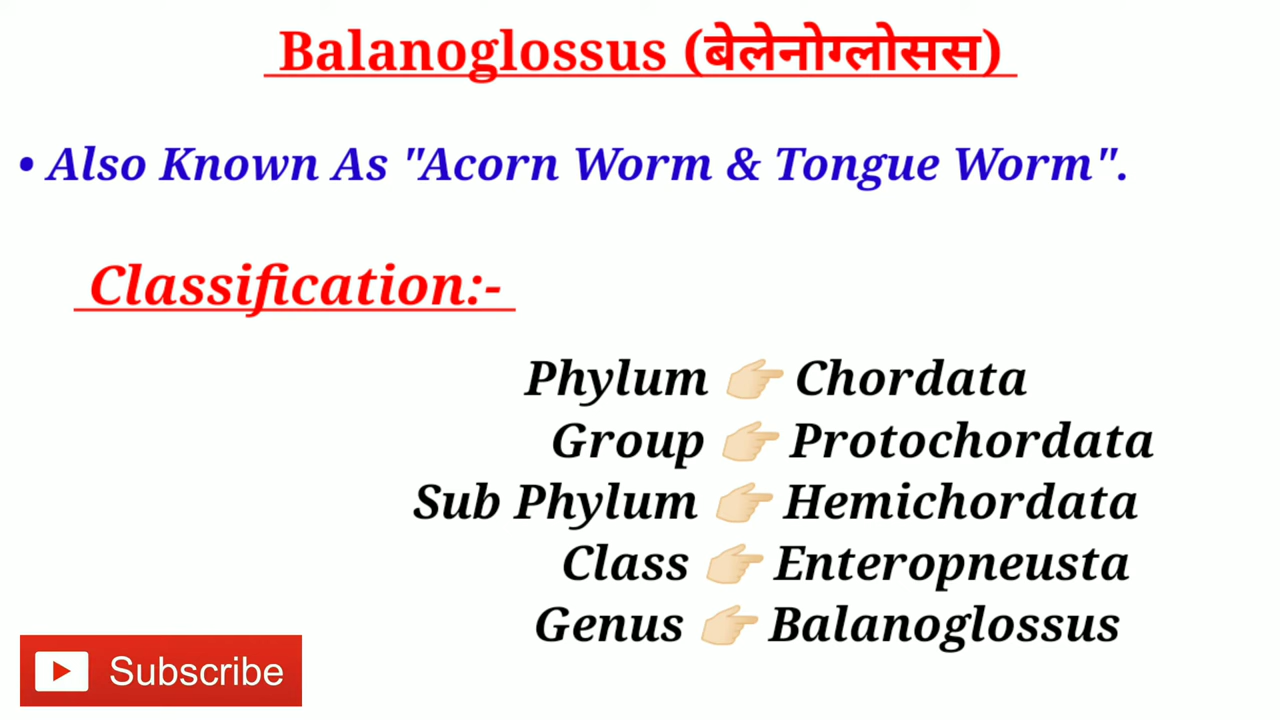 Balanoglossus (बेलेनोग्लोसस)
• Also Known As "Acorn Worm & Tongue Worm".
Classification:-
Phylum 👉🏻 Chordata
Group 👉🏻 Protochordata
Sub Phylum 👉🏻 Hemichordata
Class 👉🏻 Enteropneusta
Genus 👉🏻 Balanoglossus
Subscribe